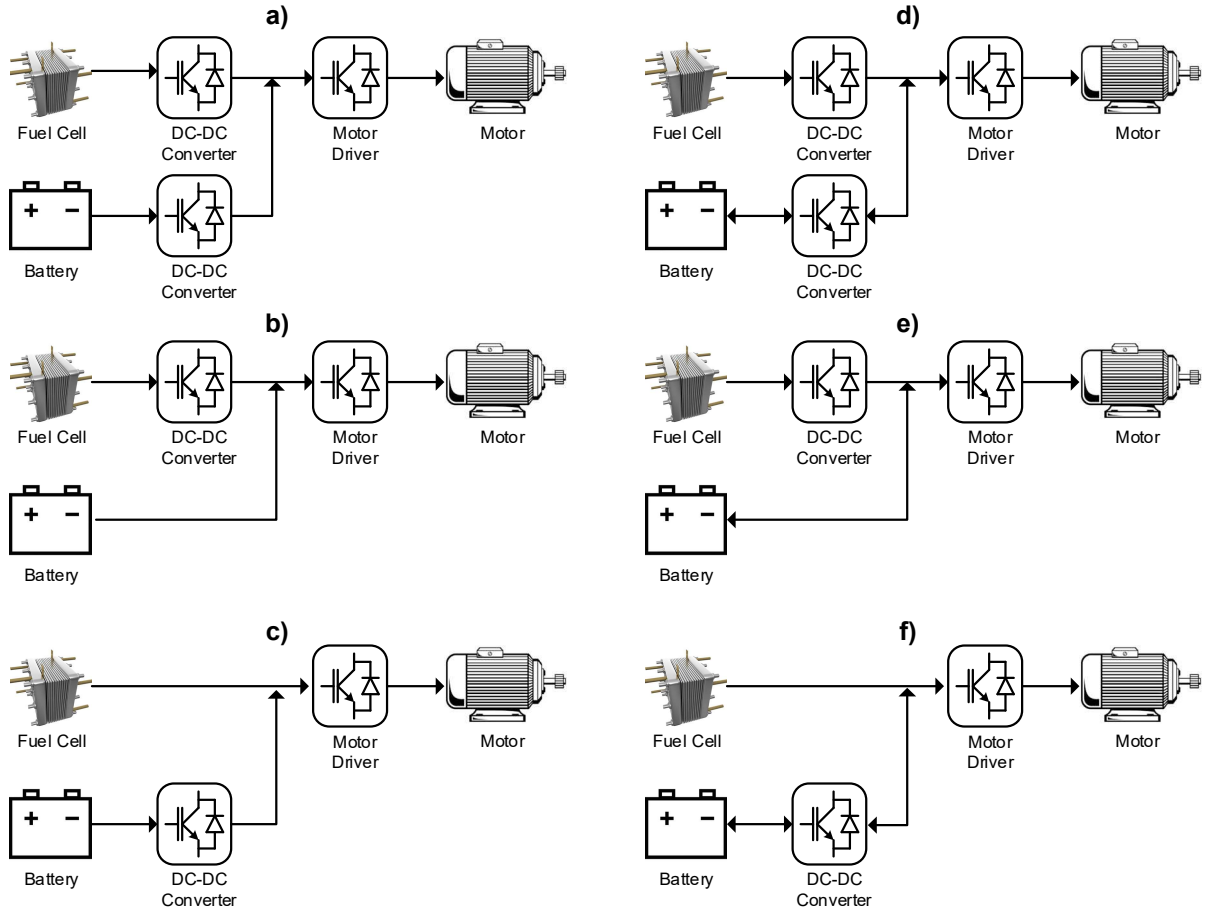 a)
Fuel Cell
DC-DC
Converter
Motor
Driver
Motor
+ −
Battery
DC-DC
Converter
b)
Fuel Cell
DC-DC
Converter
Motor
Driver
Motor
+ −
Battery
c)
Fuel Cell
Motor
Driver
Motor
+ −
Battery
DC-DC
Converter
d)
Fuel Cell
DC-DC
Converter
Motor
Driver
Motor
+ −
Battery
DC-DC
Converter
e)
Fuel Cell
DC-DC
Converter
Motor
Driver
Motor
+ −
Battery
f)
Fuel Cell
Motor
Driver
Motor
+ −
Battery
DC-DC
Converter